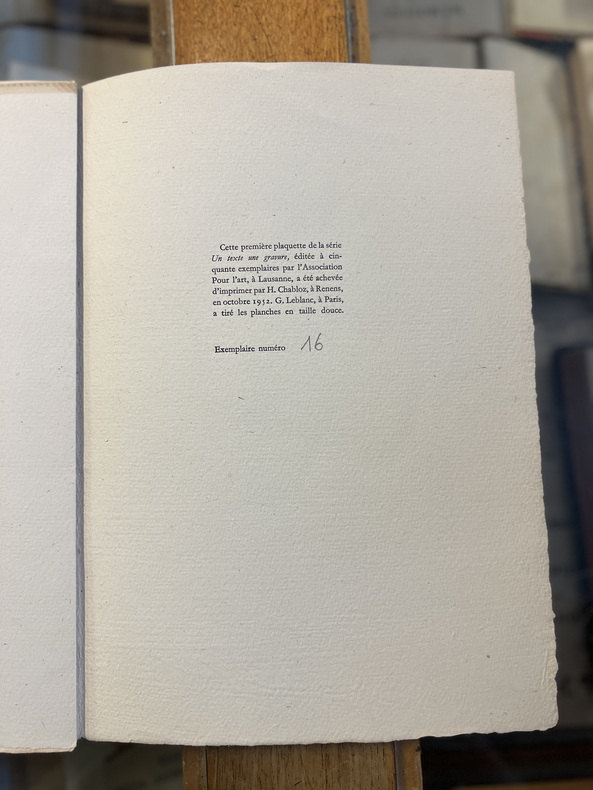 Cette première plaquette de la série
Un texte une gravure, éditée à cin-
quante exemplaires par l'Association
Pour l'art, à Lausanne, a été achevée
d'imprimer par H. Chabloz, à Renens,
en octobre 1952. G. Leblanc, à Paris,
a tiré les planches en taille douce.
Exemplaire numéro 16